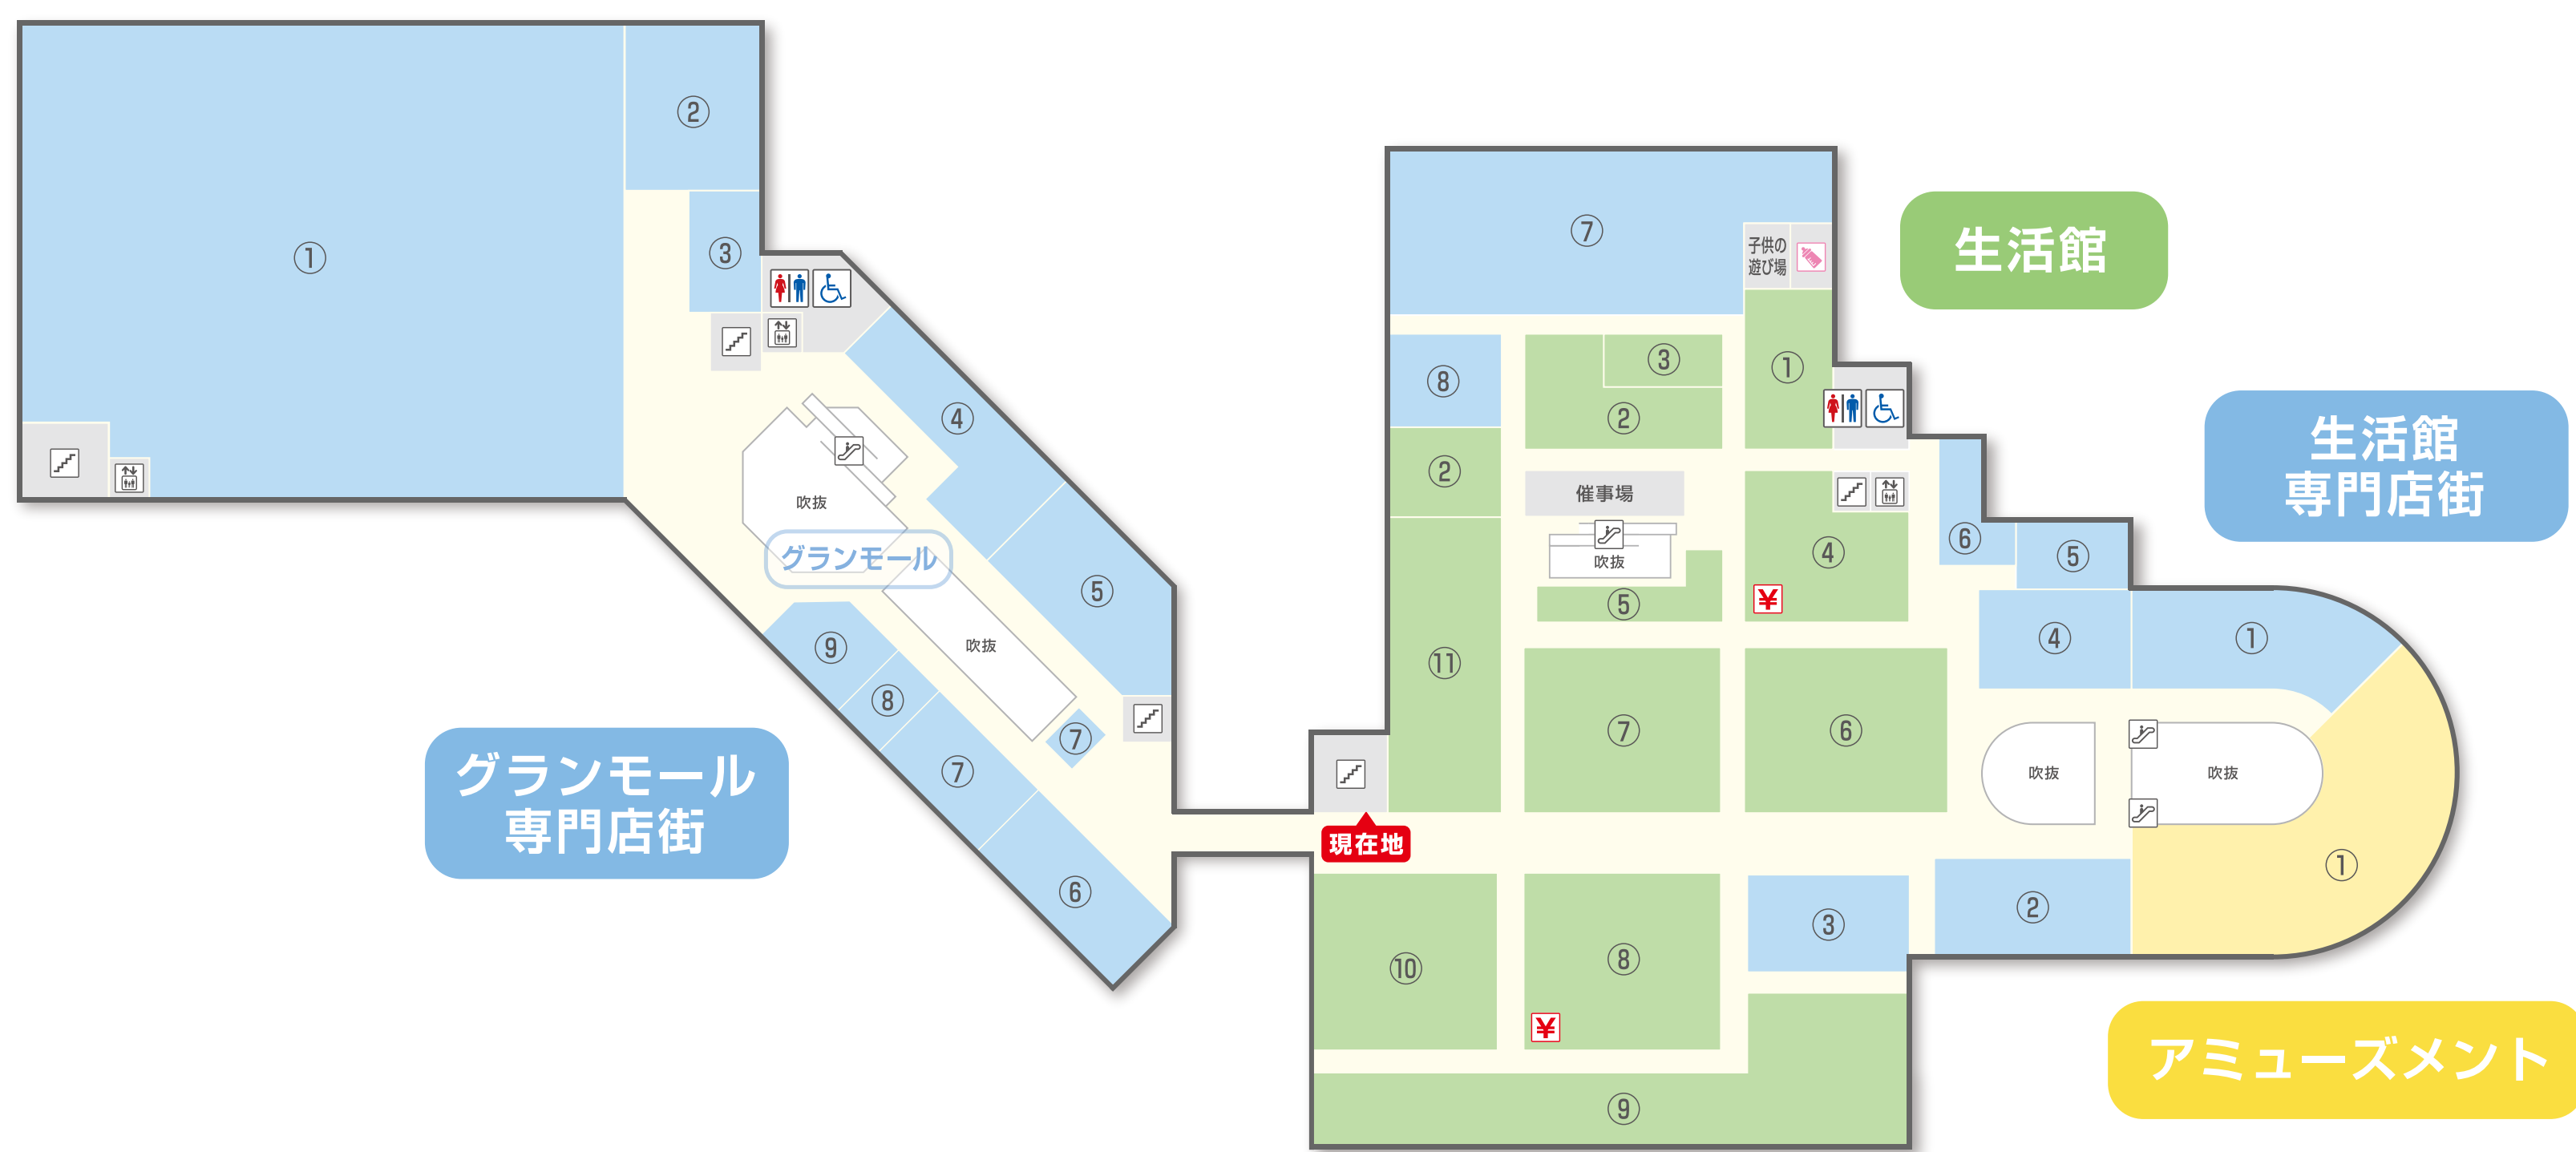 ①
②
③
④
⑤
吹抜
グランモール
吹抜
⑨
⑧
⑦
⑦
⑥
グランモール
専門店街
⑦
子供の
遊び場
⑧
③
②
①
②
催事場
吹抜
⑤
④
¥
⑪
⑦
⑥
現在地
⑩
⑧
¥
③
⑨
⑥
⑤
④
①
吹抜
吹抜
②
①
生活館
生活館
専門店街
アミューズメント